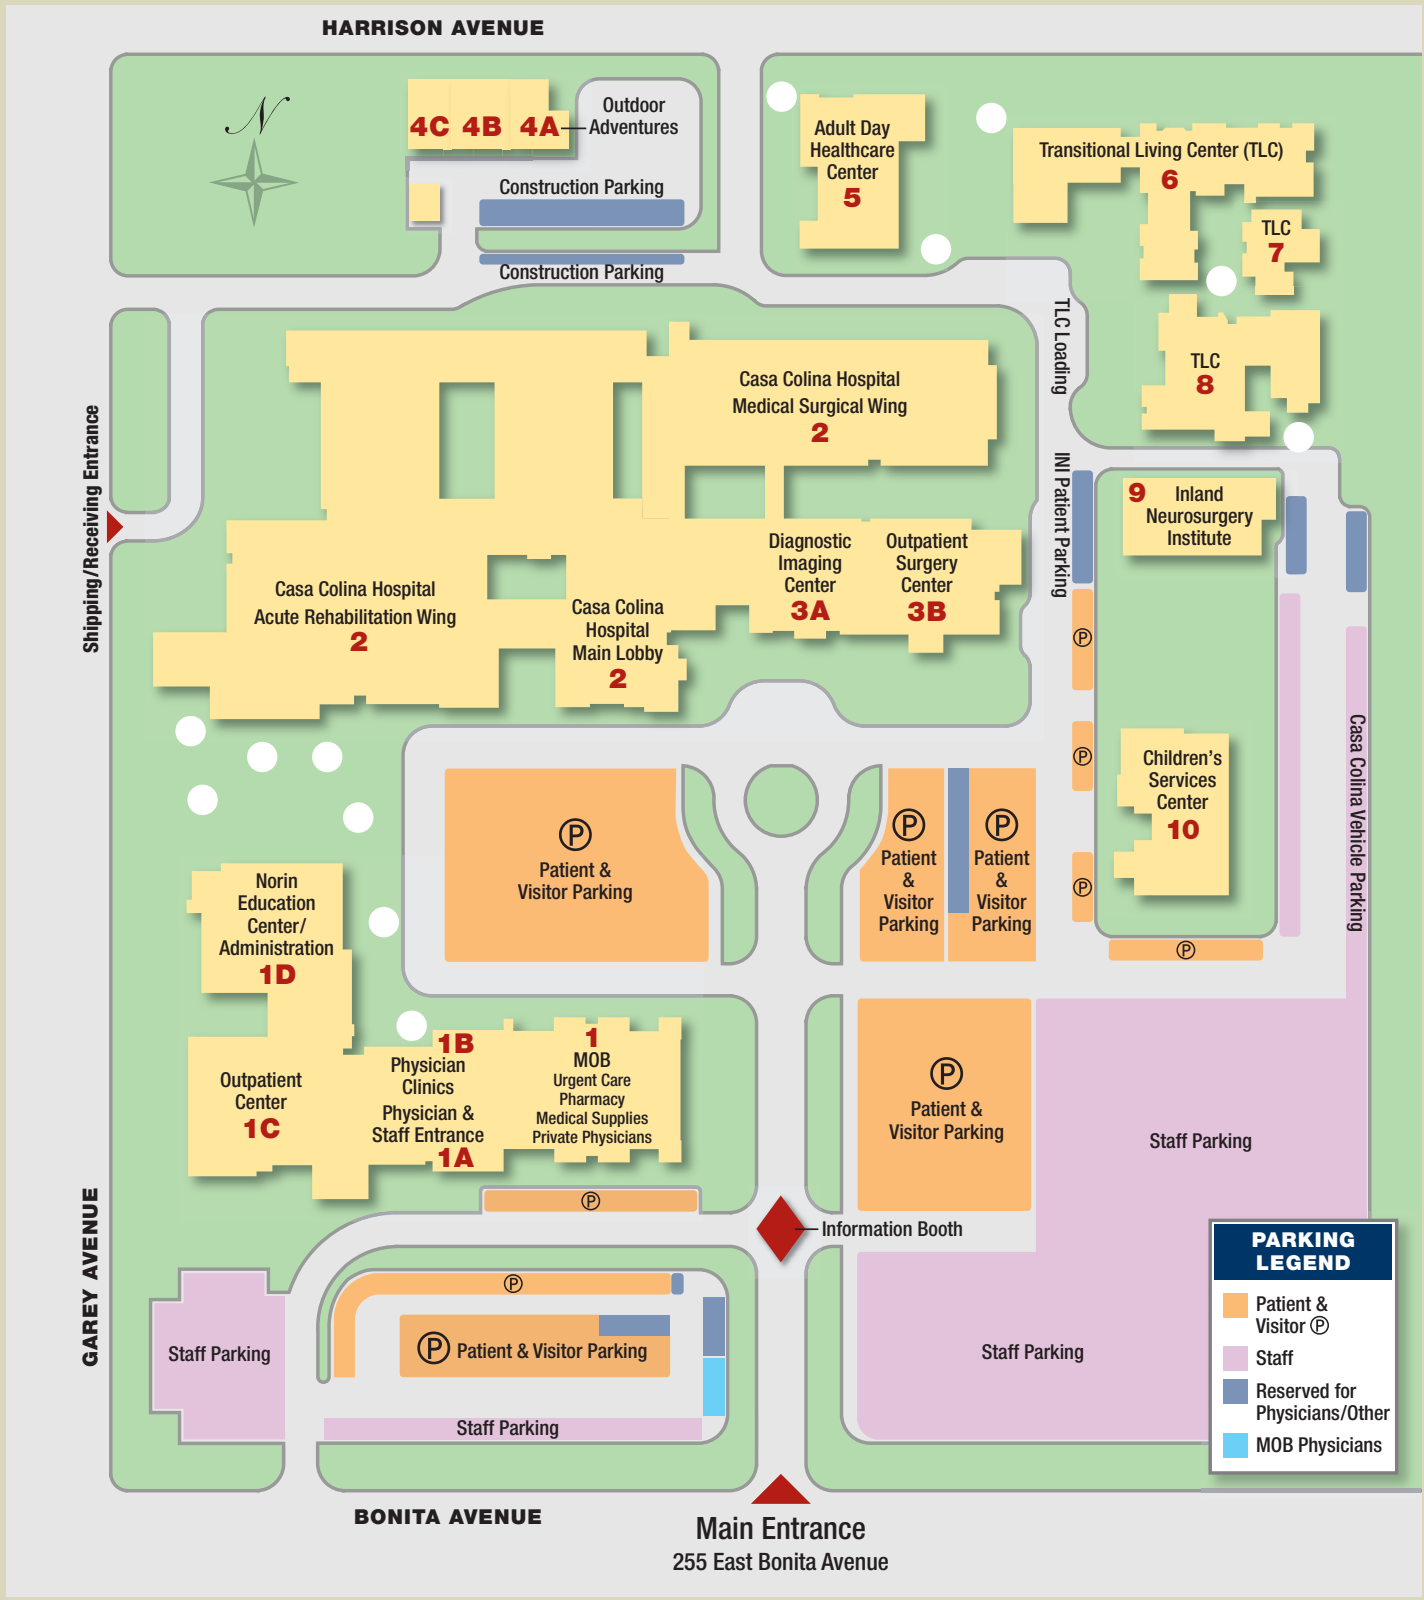 HARRISON AVENUE
N
4C
4B
4A
Outdoor
Adventures
Construction Parking
Construction Parking
Adult Day
Healthcare
Center
5
Transitional Living Center (TLC)
6
TLC
7
TLC
8
TLC Loading
Shipping/Receiving Entrance
Casa Colina Hospital
Medical Surgical Wing
2
Casa Colina Hospital
Acute Rehabilitation Wing
2
Casa Colina
Hospital
Main Lobby
2
Diagnostic
Imaging
Center
3A
Outpatient
Surgery
Center
3B
INI Patient Parking
9
Inland
Neurosurgery
Institute
P
P
P
P
Children's
Services
Center
10
Casa Colina Vehicle Parking
P
Patient &
Visitor Parking
P
Patient
&
Visitor
Parking
P
Patient
&
Visitor
Parking
Norin
Education
Center/
Administration
1D
Outpatient
Center
1C
1B
Physician
Clinics
Physician &
Staff Entrance
1A
1
MOB
Urgent Care
Pharmacy
Medical Supplies
Private Physicians
P
P
Patient &
Visitor Parking
Staff Parking
Information Booth
GAREY AVENUE
Staff Parking
P
P Patient & Visitor Parking
Staff Parking
Staff Parking
PARKING
LEGEND
Patient &
Visitor P
Staff
Reserved for
Physicians/Other
MOB Physicians
BONITA AVENUE
Main Entrance
255 East Bonita Avenue